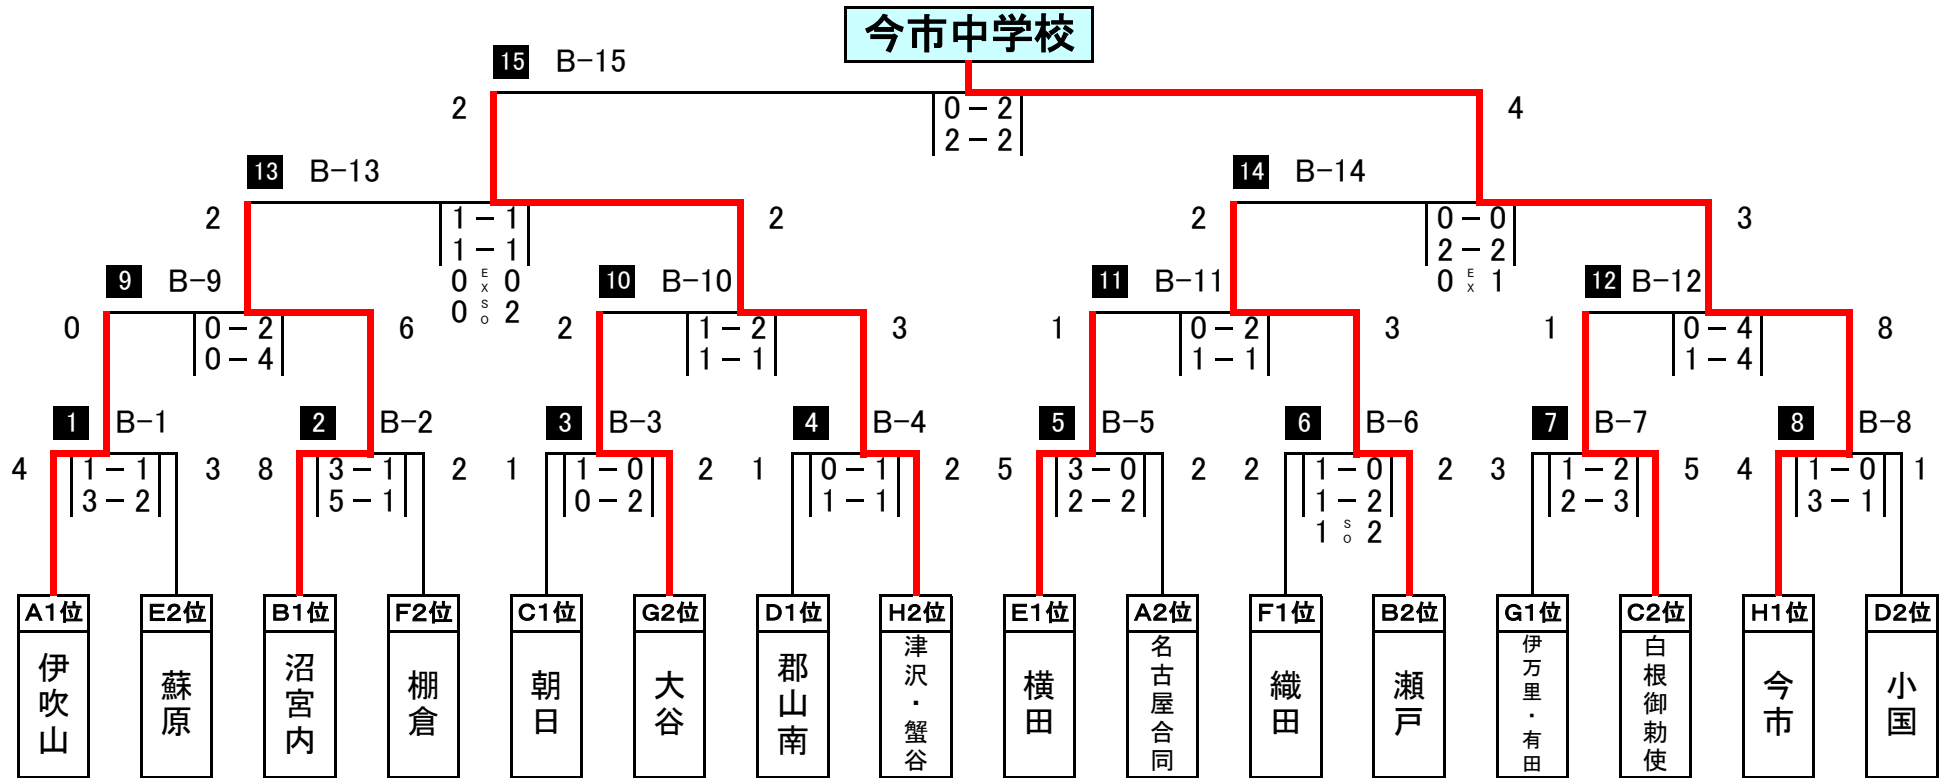 今市中学校
15 B-15
2 4
0 - 2
2 - 2
13 B-13
14 B-14
2 2
1 - 1
1 - 1
0 EX 0
0 SO 2
2 3
0 - 0
2 - 2
0 EX 1
9 B-9
10 B-10
11 B-11
12 B-12
0 6
0 - 2
0 - 4
2 3
1 - 2
1 - 1
1 3
0 - 2
1 - 1
1 8
0 - 4
1 - 4
1 B-1
2 B-2
3 B-3
4 B-4
5 B-5
6 B-6
7 B-7
8 B-8
4 3
1 - 1
3 - 2
8 2
3 - 1
5 - 1
1 2
1 - 0
0 - 2
1 2
0 - 1
1 - 1
5 2
3 - 0
2 - 2
2 2
1 - 0
1 - 2
1 SO 2
3 5
1 - 2
2 - 3
4 1
1 - 0
3 - 1
A1位
伊吹山
E2位
蘇原
B1位
沼宮内
F2位
棚倉
C1位
朝日
G2位
大谷
D1位
郡山南
H2位
津沢・蟹谷
E1位
横田
A2位
名古屋合同
F1位
織田
B2位
瀬戸
G1位
伊万里・有田
C2位
白根御勅使
H1位
今市
D2位
小国